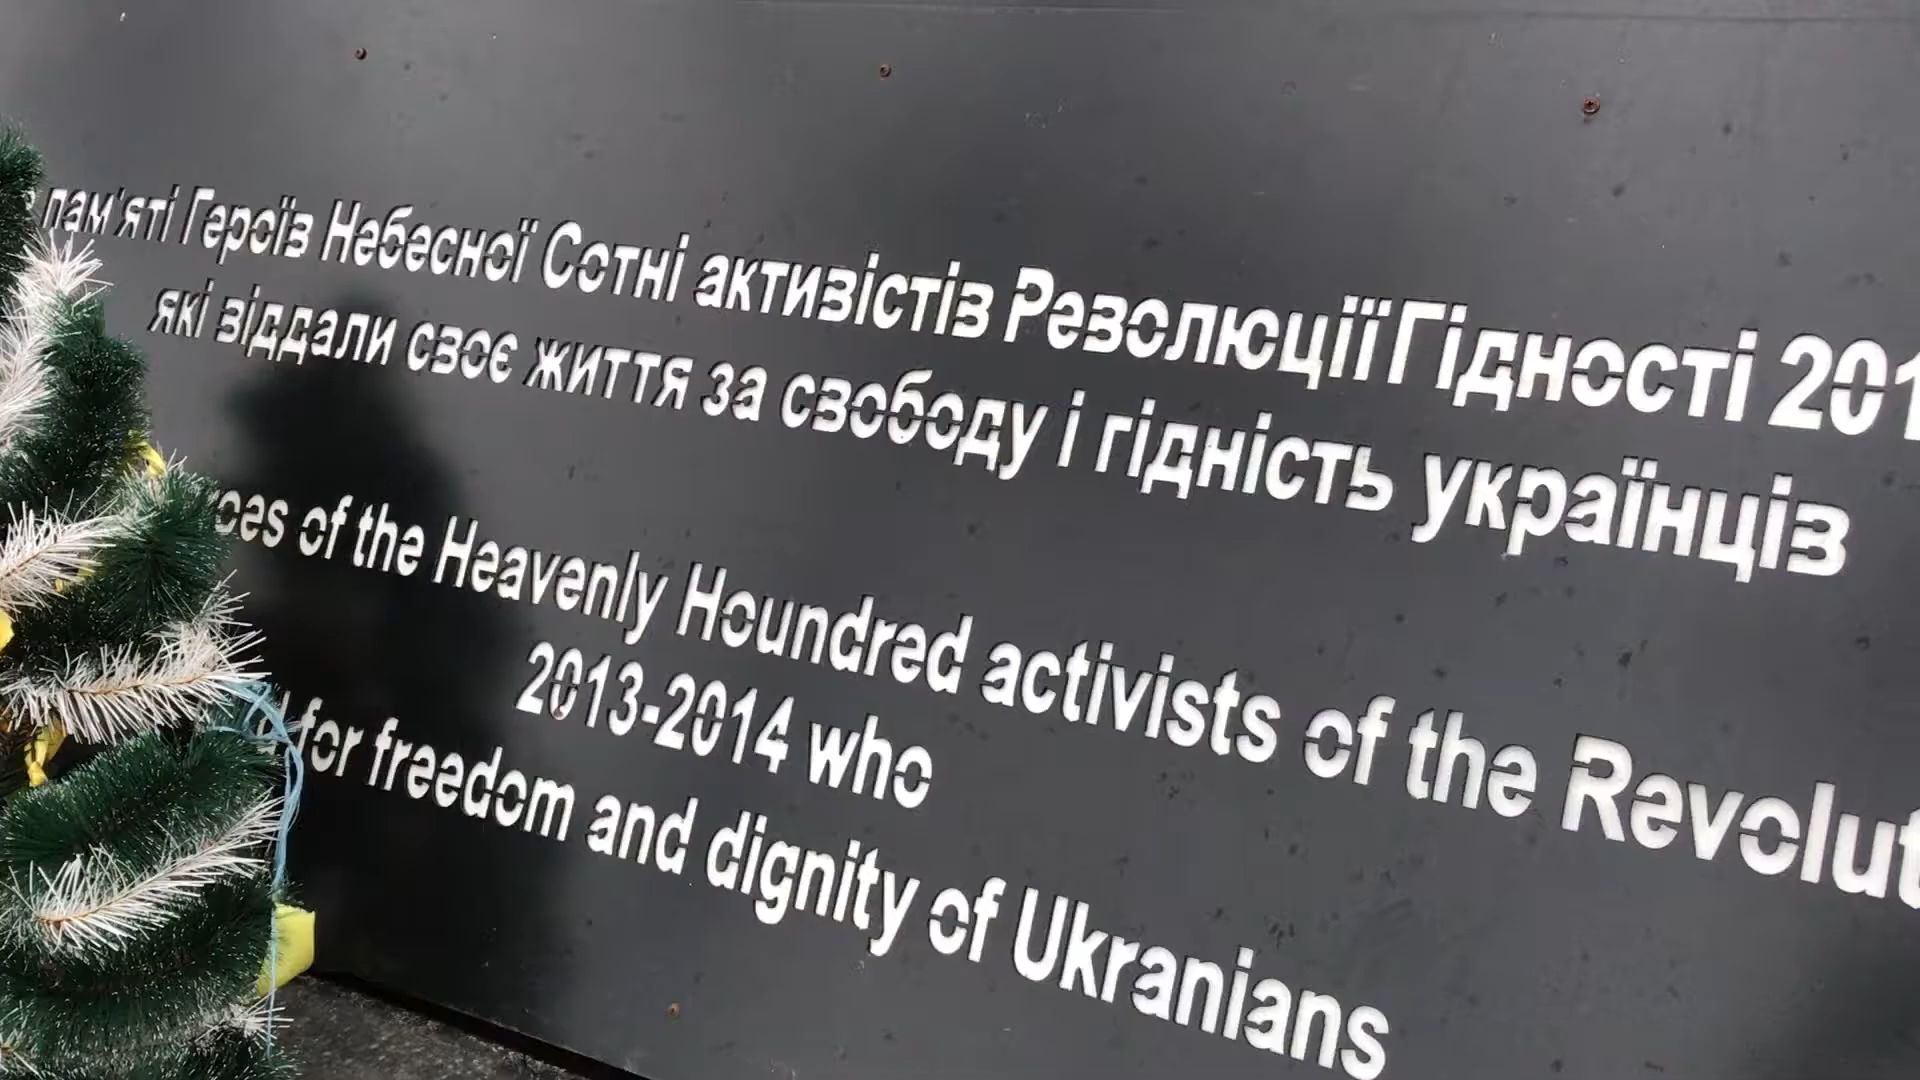 пам'яті Героїв Небесної Сотні активістів Революції Гідності 201
які віддали своє життя за свободу і гідність українців
roes of the Heavenly Houndred activists of the Revolut
2013-2014 who
for freedom and dignity of Ukranians